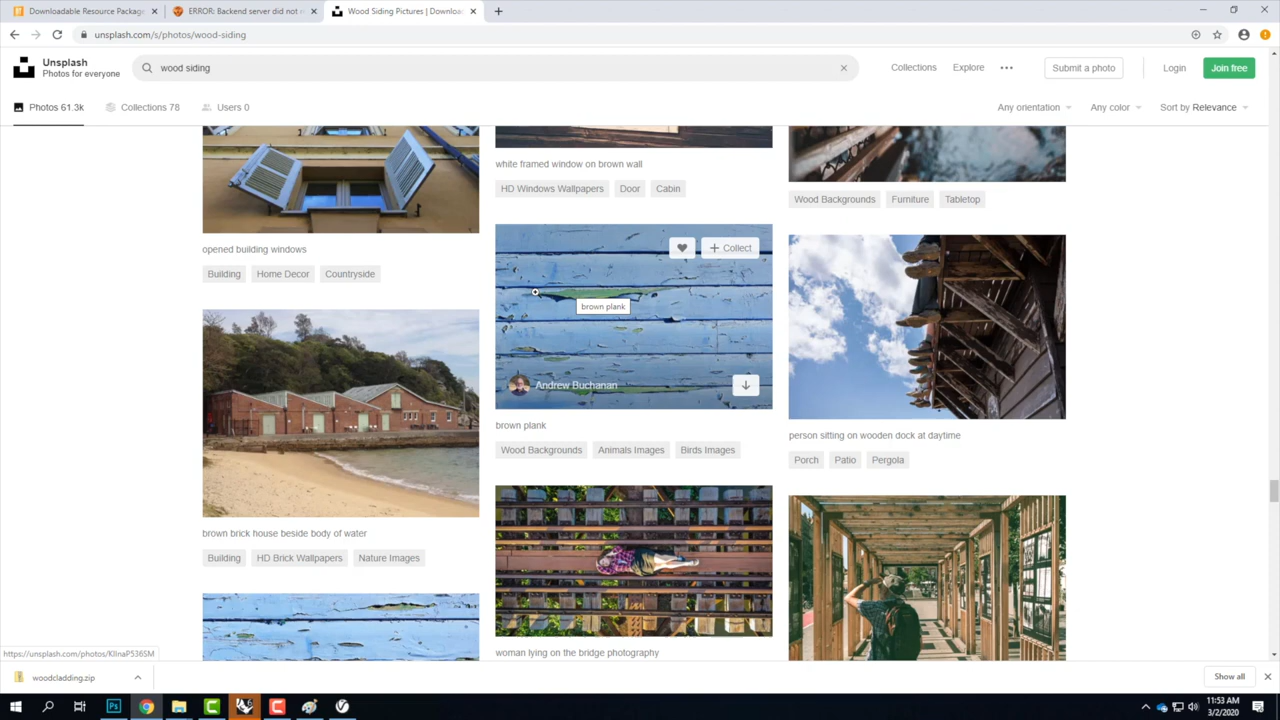 Downloadable Resource Package
ERROR: Backend server did not r
Wood Siding Pictures | Downloa
unsplash.com/s/photos/wood-siding
Unsplash
Photos for everyone
wood siding
Collections
Explore
Submit a photo
Login
Join free
Photos 61.3k
Collections 78
Users 0
Any orientation
Any color
Sort by Relevance
opened building windows
Building
Home Decor
Countryside
brown brick house beside body of water
Building
HD Brick Wallpapers
Nature Images
white framed window on brown wall
HD Windows Wallpapers
Door
Cabin
Collect
brown plank
Andrew Buchanan
brown plank
Wood Backgrounds
Animals Images
Birds Images
woman lying on the bridge photography
Wood Backgrounds
Furniture
Tabletop
person sitting on wooden dock at daytime
Porch
Patio
Pergola
woodcladding.zip
Show all
Ps
11:53 AM
3/2/2020